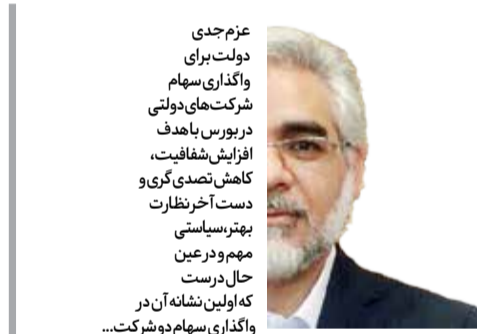 عزم جدی
دولت برای
واگذاری سهام
شرکت‌های دولتی
در بورس با هدف
افزایش شفافیت،
کاهش تصدی گری و
دست آخر نظارت
بهتر، سیاستی
مهم و در عین
حال درست
که اولین نشانه آن در
واگذاری سهام دو شرکت...